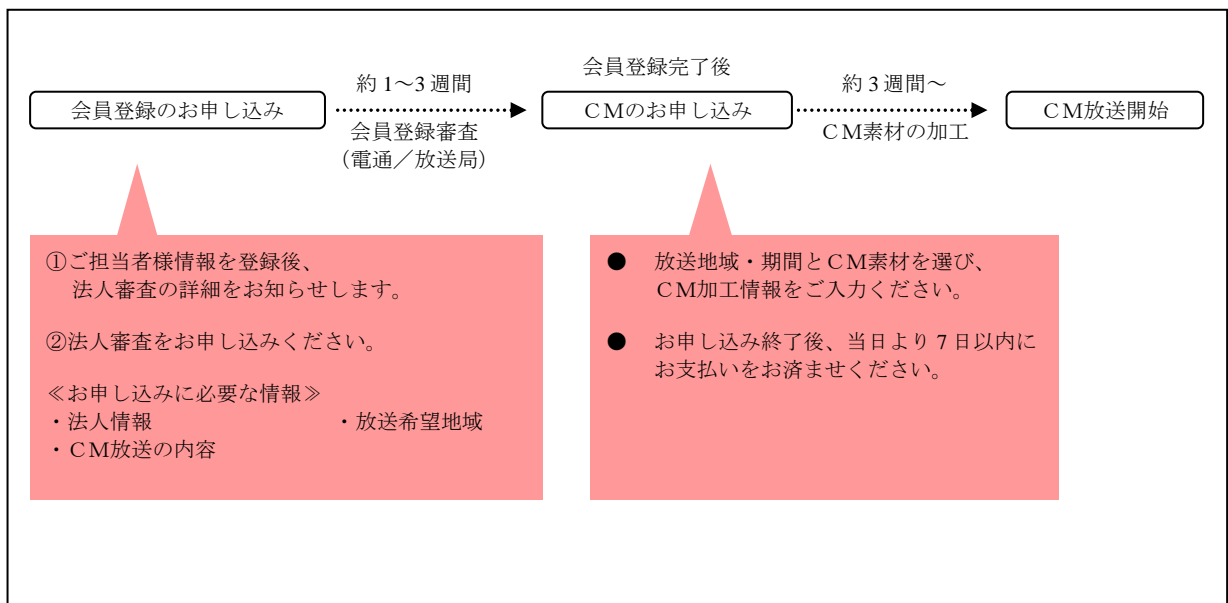 会員登録完了後
約1～3週間
約3週間～
会員登録のお申し込み
ＣＭのお申し込み
ＣＭ放送開始
会員登録審査
（電通／放送局）
ＣＭ素材の加工
①ご担当者様情報を登録後、
法人審査の詳細をお知らせします。
②法人審査をお申し込みください。
≪お申し込みに必要な情報≫
・法人情報　・放送希望地域
・ＣＭ放送の内容
● 放送地域・期間とＣＭ素材を選び、
ＣＭ加工情報をご入力ください。
● お申し込み終了後、当日より7日以内に
お支払いをお済ませください。